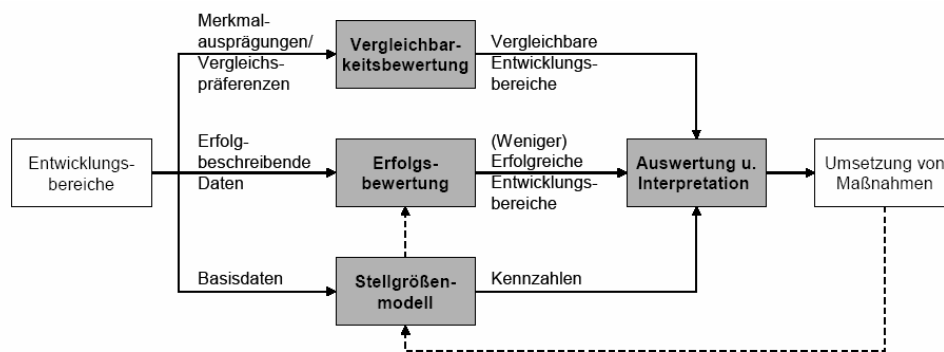 Merkmal-
ausprägungen/
Vergleichs-
präferenzen
Vergleichbar-
keitsbewertung
Vergleichbare
Entwicklungs-
bereiche
Entwicklungs-
bereiche
Erfolg-
beschreibende
Daten
Erfolgs-
bewertung
(Weniger)
Erfolgreiche
Entwicklungs-
bereiche
Auswertung u.
Interpretation
Umsetzung von
Maßnahmen
Basisdaten
Stellgrößen-
modell
Kennzahlen